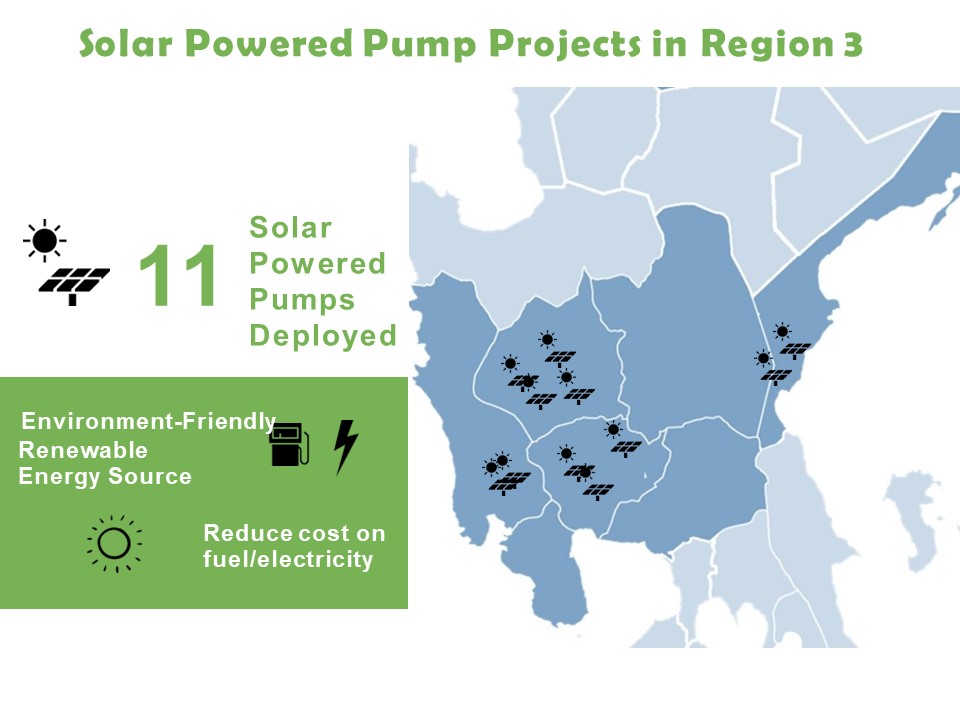 Solar Powered Pump Projects in Region 3
11
Solar
Powered
Pumps
Deployed
Environment-Friendly
Renewable
Energy Source
Reduce cost on
fuel/electricity